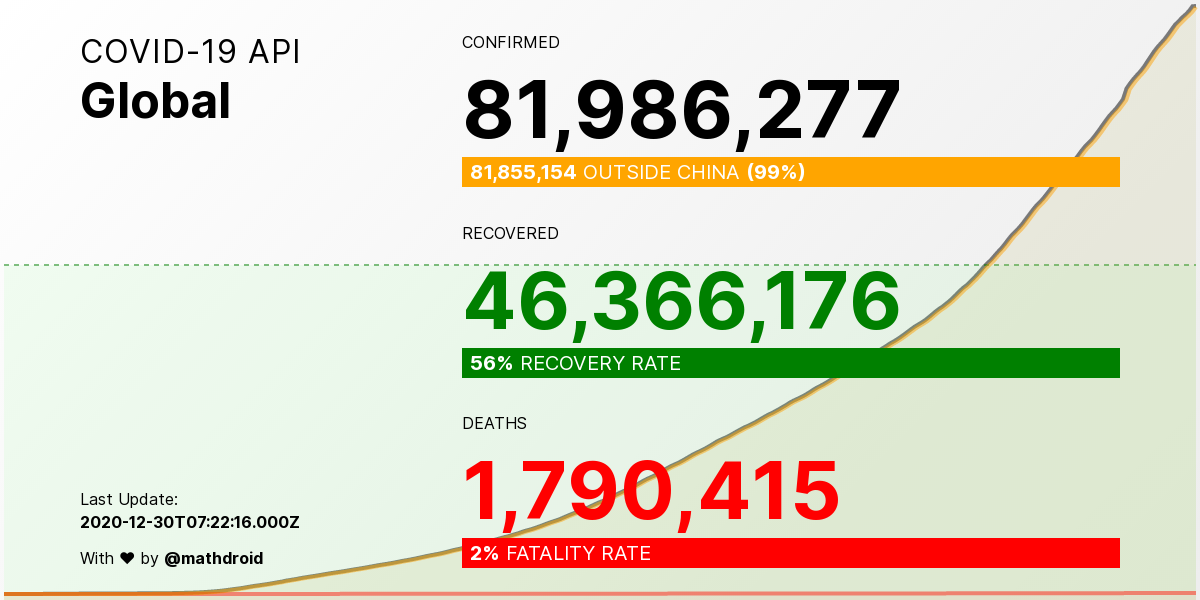 COVID-19 API
Global
CONFIRMED
81,986,277
81,855,154 OUTSIDE CHINA (99%)
RECOVERED
46,366,176
56% RECOVERY RATE
DEATHS
1,790,415
2% FATALITY RATE
Last Update:
2020-12-30T07:22:16.000Z
With ♥ by @mathdroid